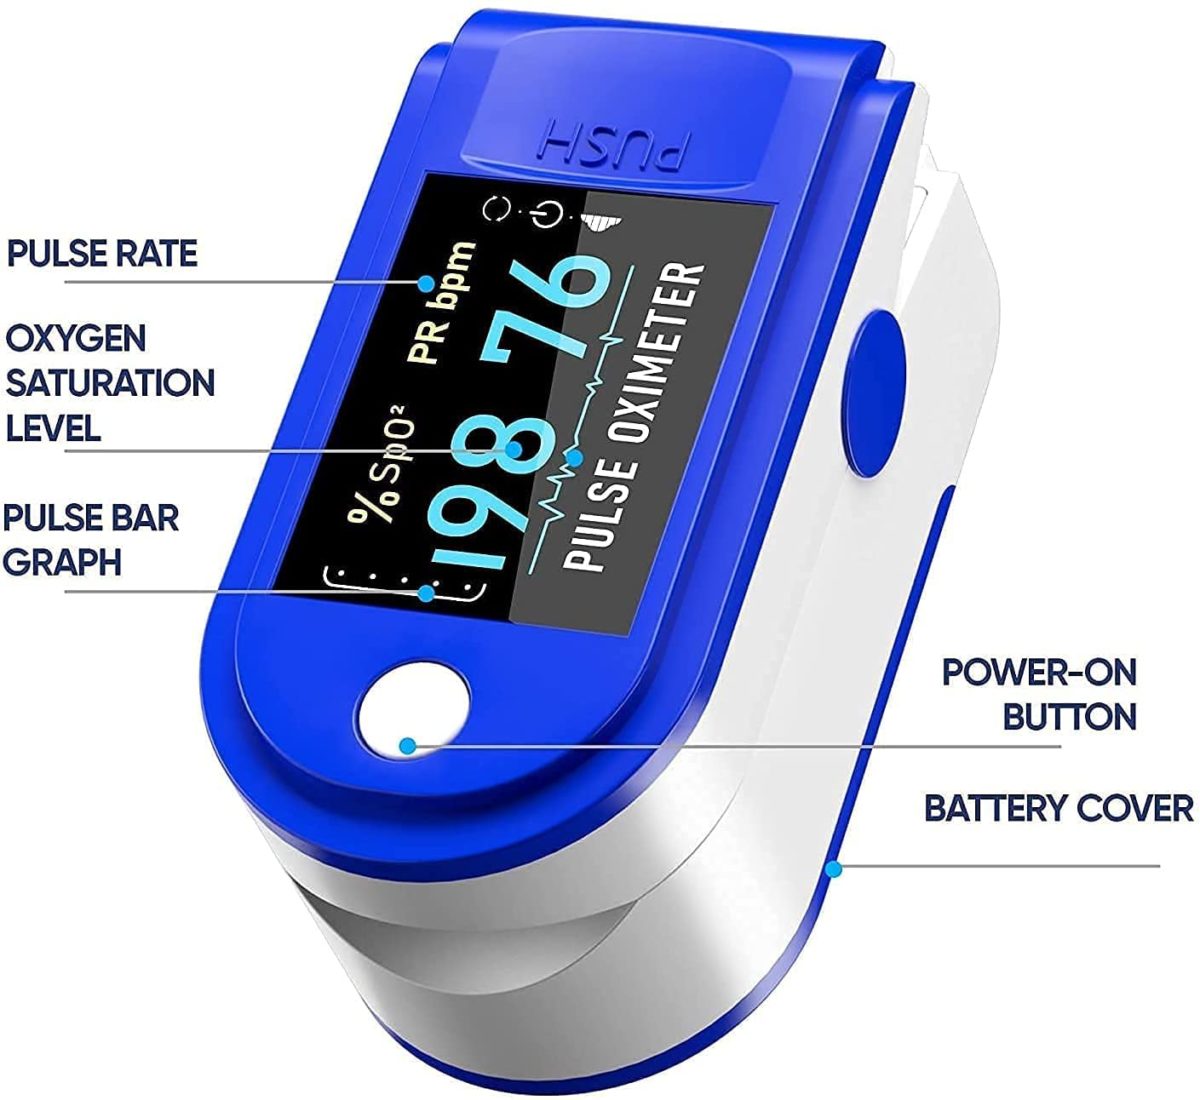 PUSH
PULSE RATE
OXYGEN
SATURATION
LEVEL
PULSE BAR
GRAPH
%SpO²
PR bpm
198 76
PULSE OXIMETER
POWER-ON
BUTTON
BATTERY COVER